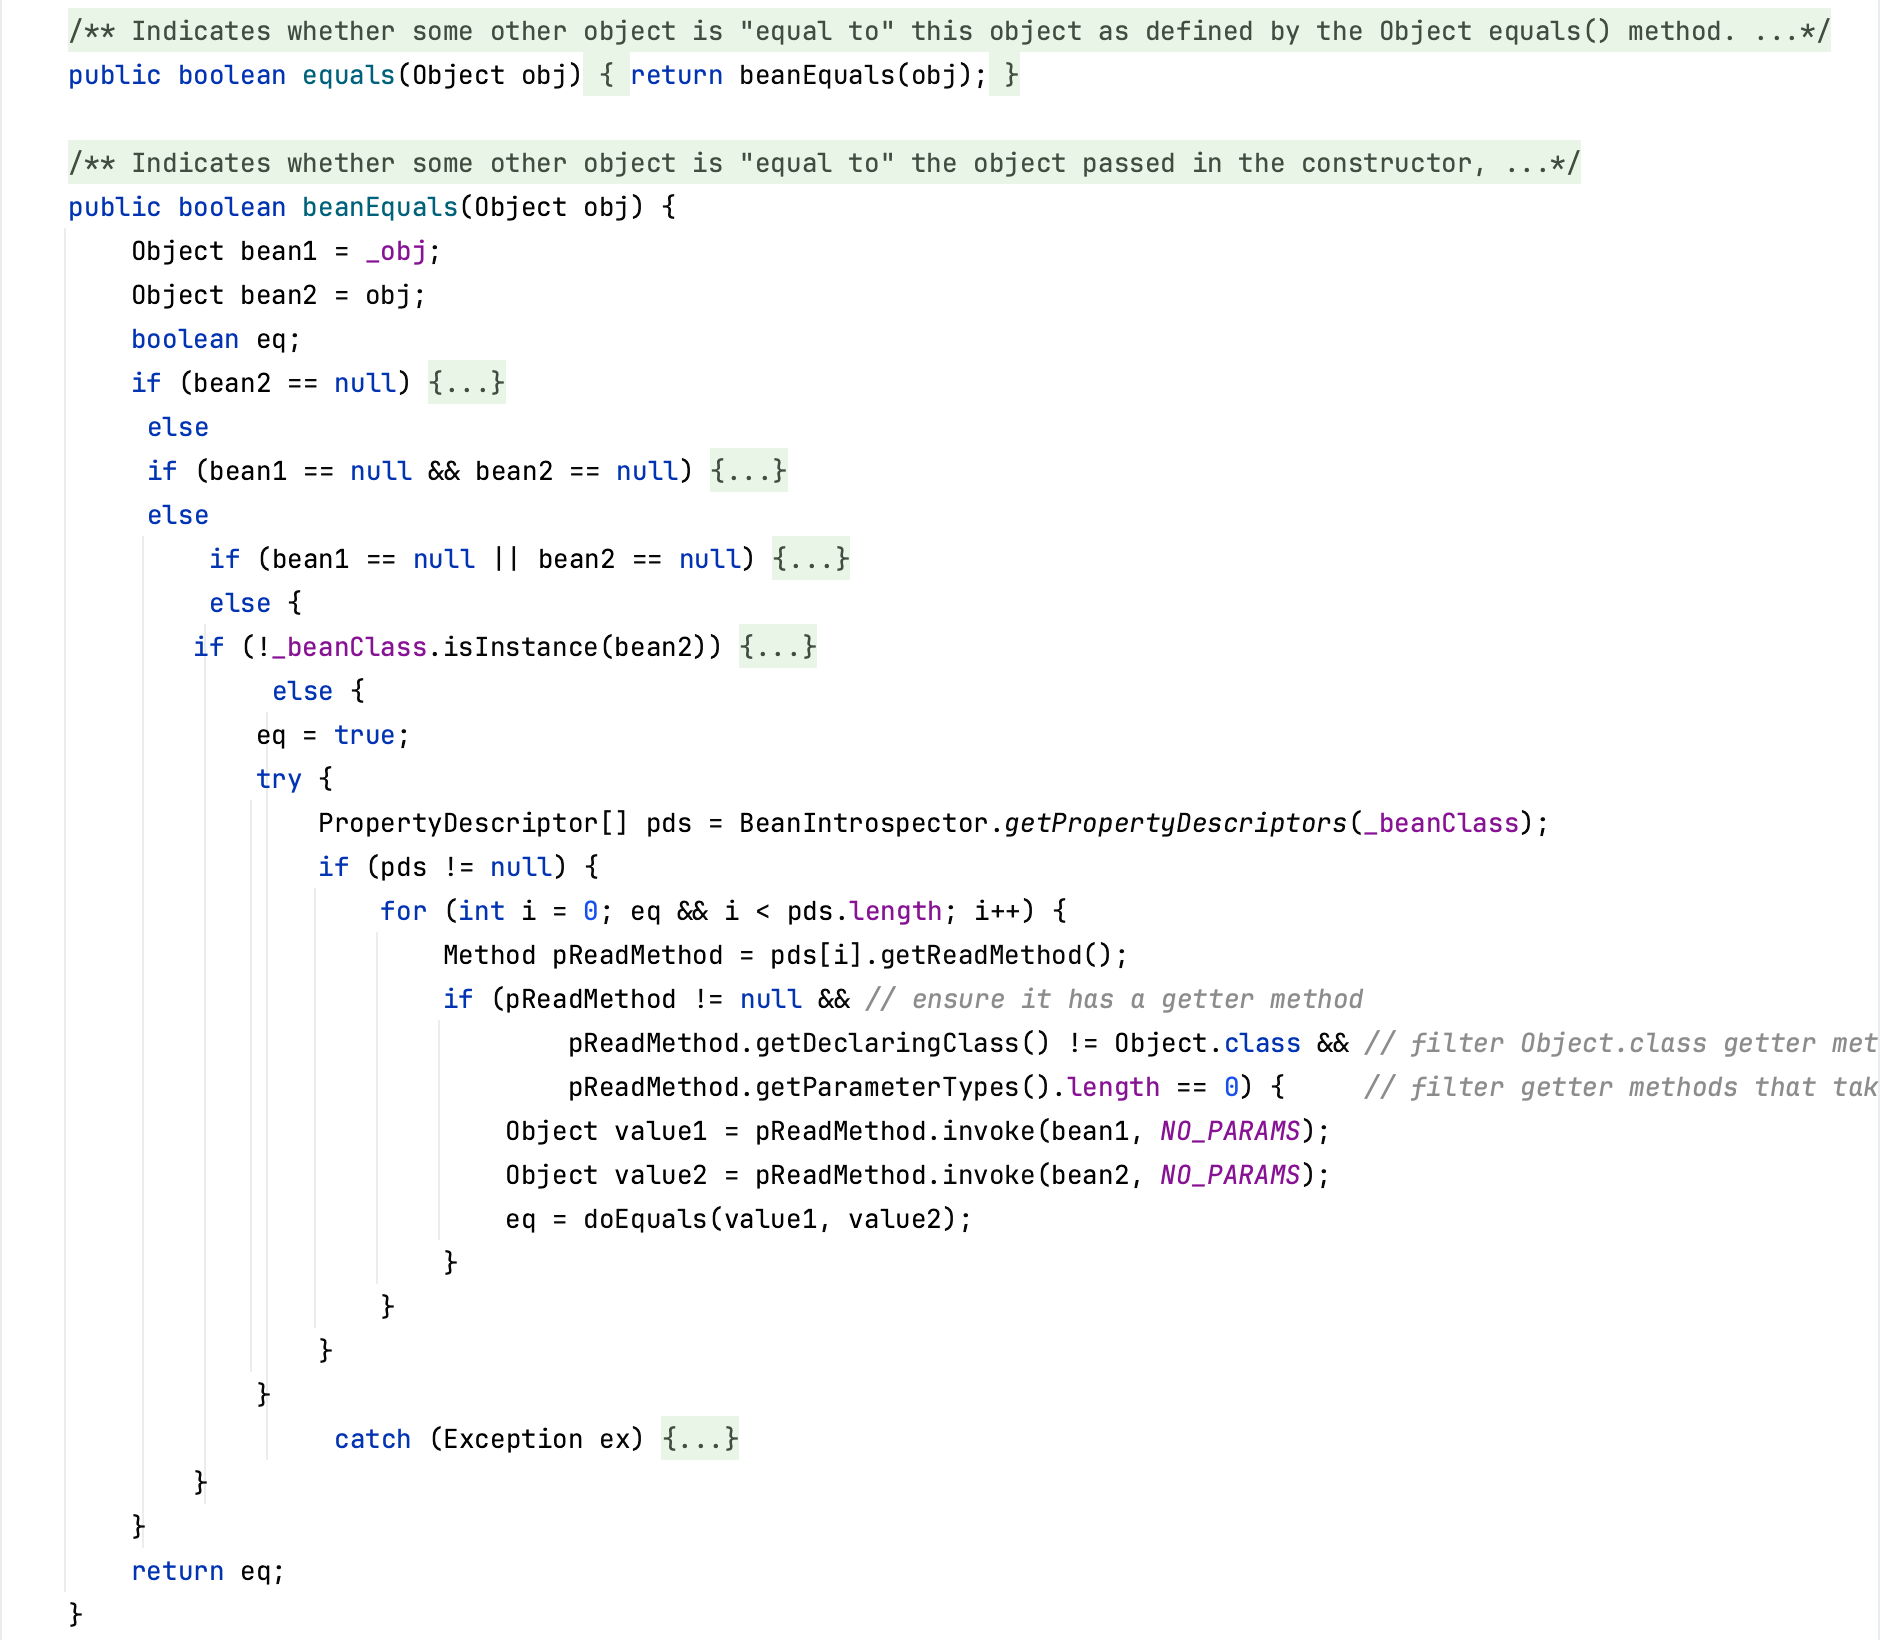 /** Indicates whether some other object is "equal to" this object as defined by the Object equals() method. ...*/
public boolean equals(Object obj) { return beanEquals(obj); }
/** Indicates whether some other object is "equal to" the object passed in the constructor, ...*/
public boolean beanEquals(Object obj) {
Object bean1 = _obj;
Object bean2 = obj;
boolean eq;
if (bean2 == null) {...}
else
if (bean1 == null && bean2 == null) {...}
else
if (bean1 == null || bean2 == null) {...}
else {
if (!_beanClass.isInstance(bean2)) {...}
else {
eq = true;
try {
PropertyDescriptor[] pds = BeanIntrospector.getPropertyDescriptors(_beanClass);
if (pds != null) {
for (int i = 0; eq && i < pds.length; i++) {
Method pReadMethod = pds[i].getReadMethod();
if (pReadMethod != null && // ensure it has a getter method
pReadMethod.getDeclaringClass() != Object.class && // filter Object.class getter met
pReadMethod.getParameterTypes().length == 0) { // filter getter methods that tak
Object value1 = pReadMethod.invoke(bean1, NO_PARAMS);
Object value2 = pReadMethod.invoke(bean2, NO_PARAMS);
eq = doEquals(value1, value2);
}
}
}
}
catch (Exception ex) {...}
}
}
return eq;
}